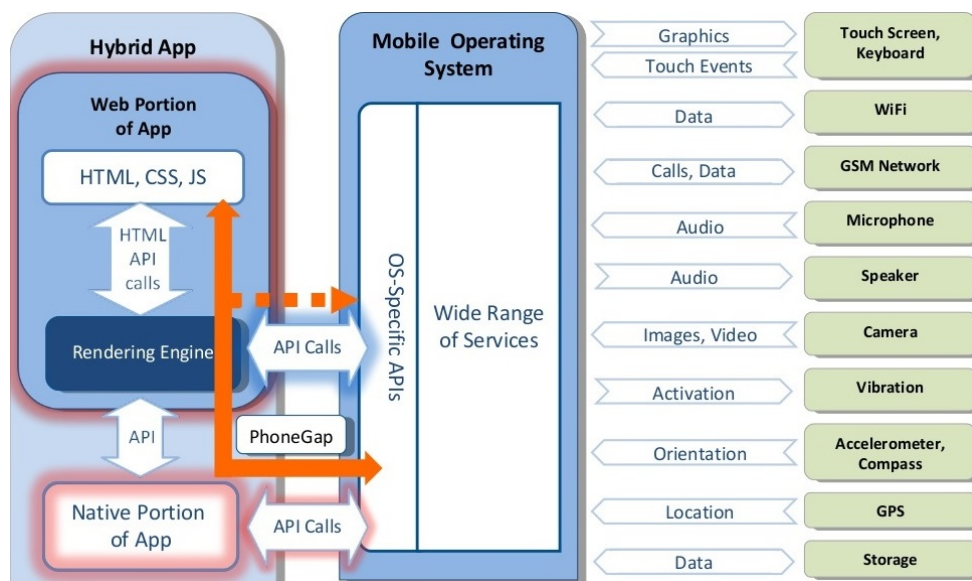 Hybrid App
Web Portion
of App
HTML, CSS, JS
HTML
API
calls
Rendering Engine
API
Native Portion
of App
API Calls
PhoneGap
API Calls
Mobile Operating
System
OS-Specific APIs
Wide Range
of Services
Graphics
Touch Events
Touch Screen,
Keyboard
Data
WiFi
Calls, Data
GSM Network
Audio
Microphone
Audio
Speaker
Images, Video
Camera
Activation
Vibration
Orientation
Accelerometer,
Compass
Location
GPS
Data
Storage